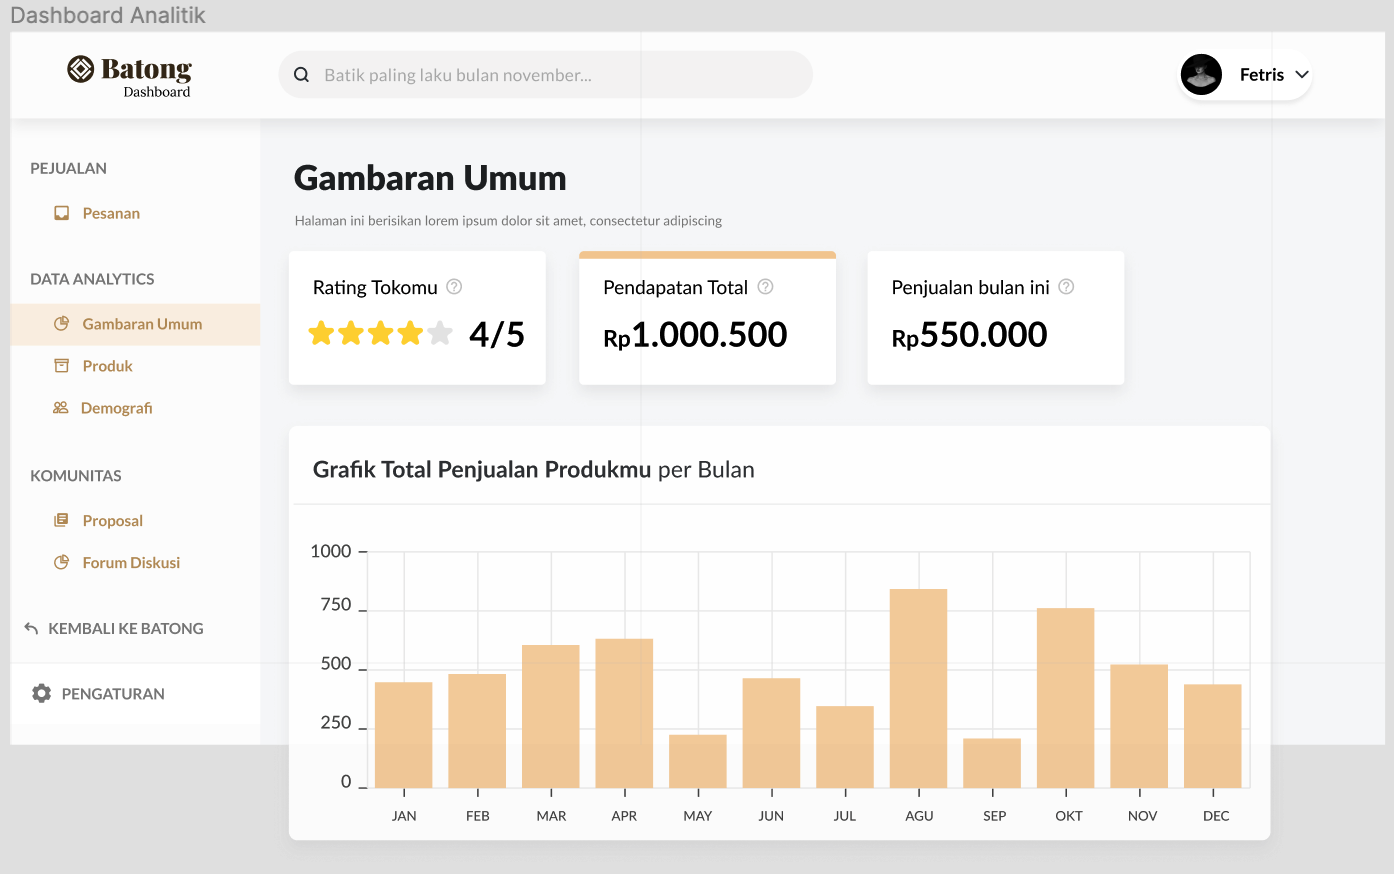 Dashboard Analitik
Batong
Dashboard
Batik paling laku bulan november...
Fetris
PEJUALAN
Pesanan
DATA ANALYTICS
Gambaran Umum
Produk
Demografi
KOMUNITAS
Proposal
Forum Diskusi
KEMBALI KE BATONG
PENGATURAN
Gambaran Umum
Halaman ini berisikan lorem ipsum dolor sit amet, consectetur adipiscing
Rating Tokomu ?
4/5
Pendapatan Total ?
Rp1.000.500
Penjualan bulan ini ?
Rp550.000
Grafik Total Penjualan Produkmu per Bulan
1000
750
500
250
0
JAN FEB MAR APR MAY JUN JUL AGU SEP OKT NOV DEC